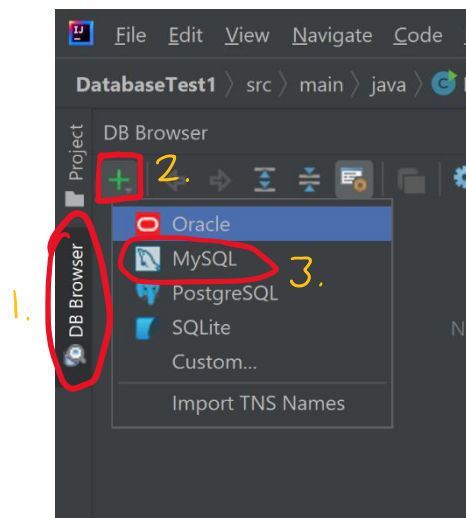 IJ
File Edit View Navigate Code
DatabaseTest1 〉 src 〉 main 〉 java 〉 C
Project
DB Browser
2.
Oracle
MySQL
3.
PostgreSQL
SQLite
Custom...
Import TNS Names
1.
DB Browser
N